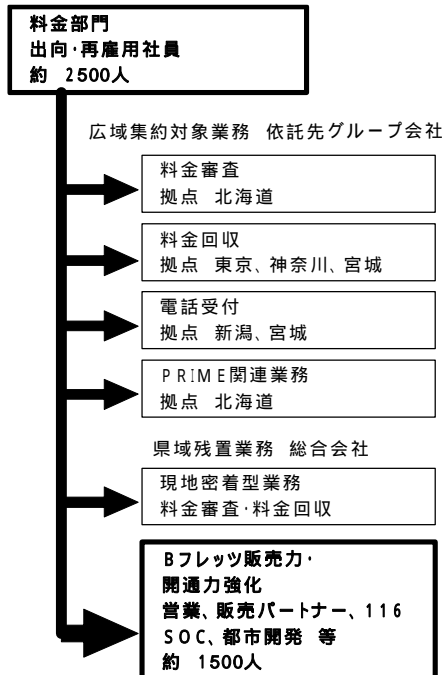 料金部門
出向・再雇用社員
約 2500人
広域集約対象業務 依託先グループ会社
料金審査
拠点 北海道
料金回収
拠点 東京、神奈川、宮城
電話受付
拠点 新潟、宮城
PRIME関連業務
拠点 北海道
県域残置業務 総合会社
現地密着型業務
料金審査・料金回収
Bフレッツ販売力・
開通力強化
営業、販売パートナー、116
SOC、都市開発 等
約 1500人